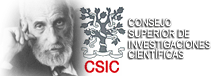 CONSEJO
SUPERIOR DE
INVESTIGACIONES
CIENTÍFICAS
CSIC